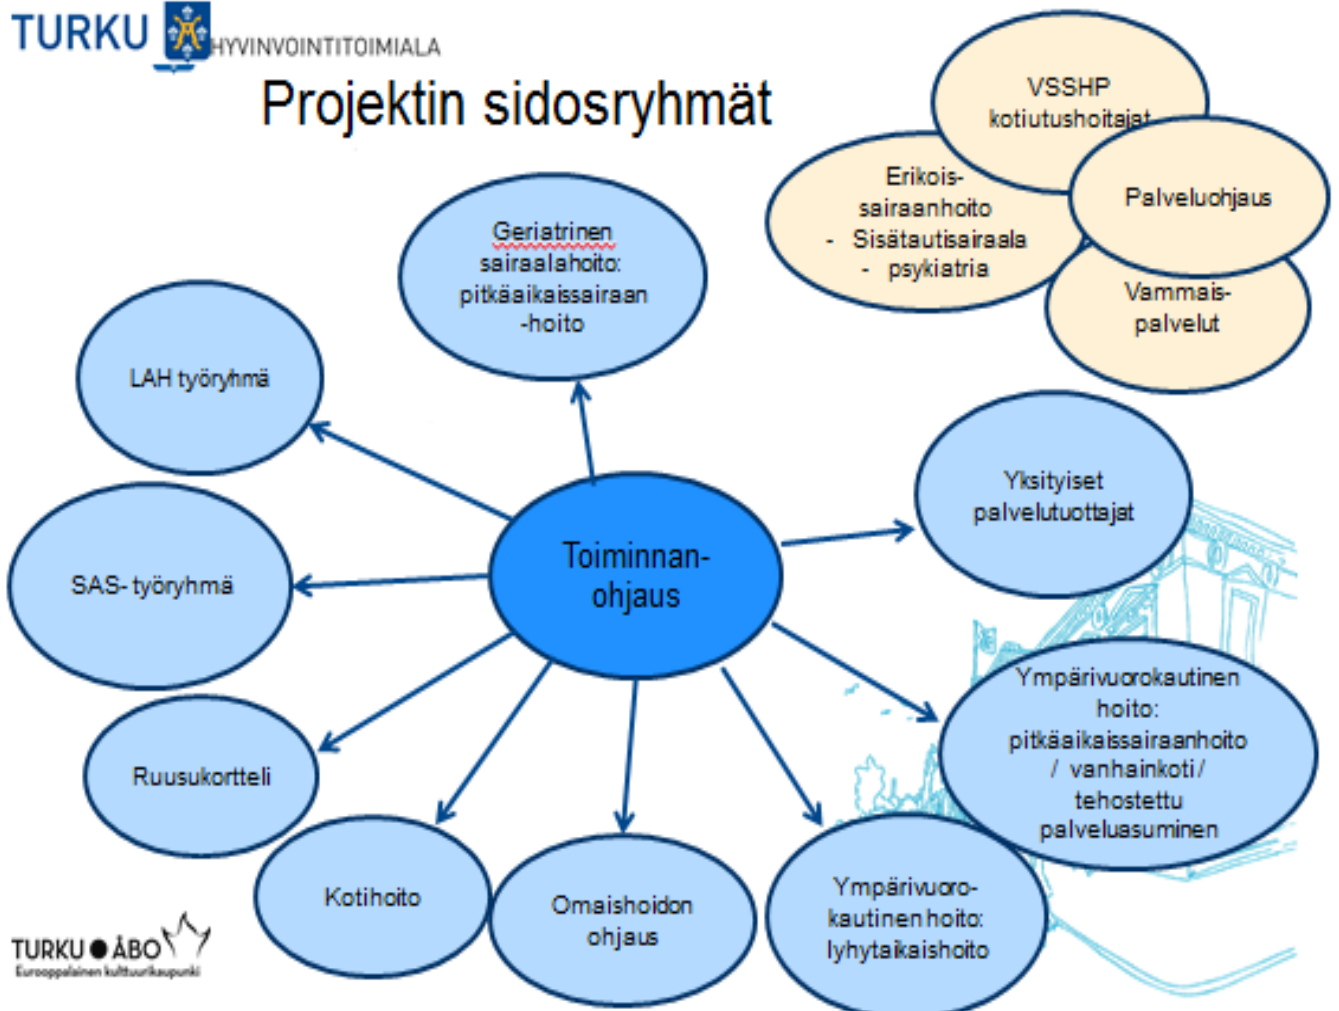 TURKU
HYVINVOINTITOIMIALA
Projektin sidosryhmät
VSSHP
kotiutushoitajat
Erikois-
sairaanhoito
- Sisätautisairaala
- psykiatria
Palveluohjaus
Vammais-
palvelut
Geriatrinen
sairaalahoito:
pitkäaikaissairaan
-hoito
LAH työryhmä
SAS- työryhmä
Ruusukortteli
Kotihoito
Omaishoidon
ohjaus
Ympärivuoro-
kautinen hoito:
lyhytaikaishoito
Ympärivuorokautinen
hoito:
pitkäaikaissairaanhoito
/ vanhainkoti /
tehostettu
palveluasuminen
Yksityiset
palvelutuottajat
Toiminnan-
ohjaus
TURKU ● ÅBO
Eurooppalainen kulttuurikaupunki